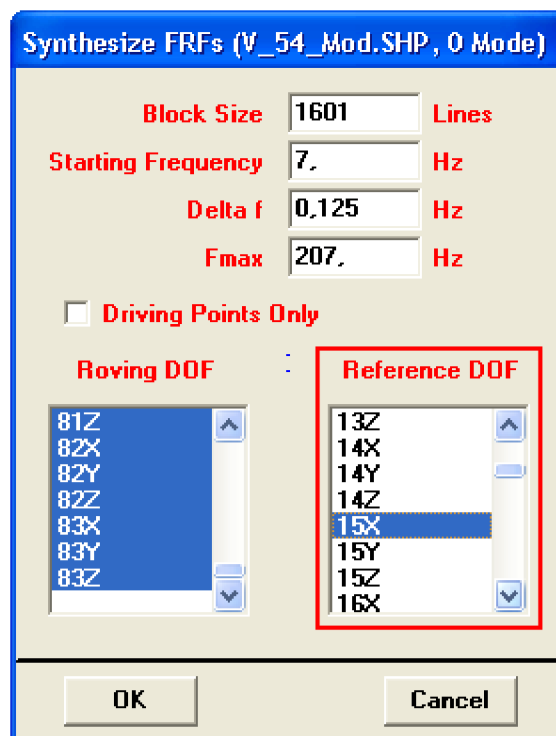 Synthesize FRFs (V_54_Mod.SHP, 0 Mode)
Block Size 1601 Lines
Starting Frequency 7, Hz
Delta f 0,125 Hz
Fmax 207, Hz
Driving Points Only
Roving DOF : Reference DOF
81Z
82X
82Y
82Z
83X
83Y
83Z
13Z
14X
14Y
14Z
15X
15Y
15Z
16X
OK Cancel